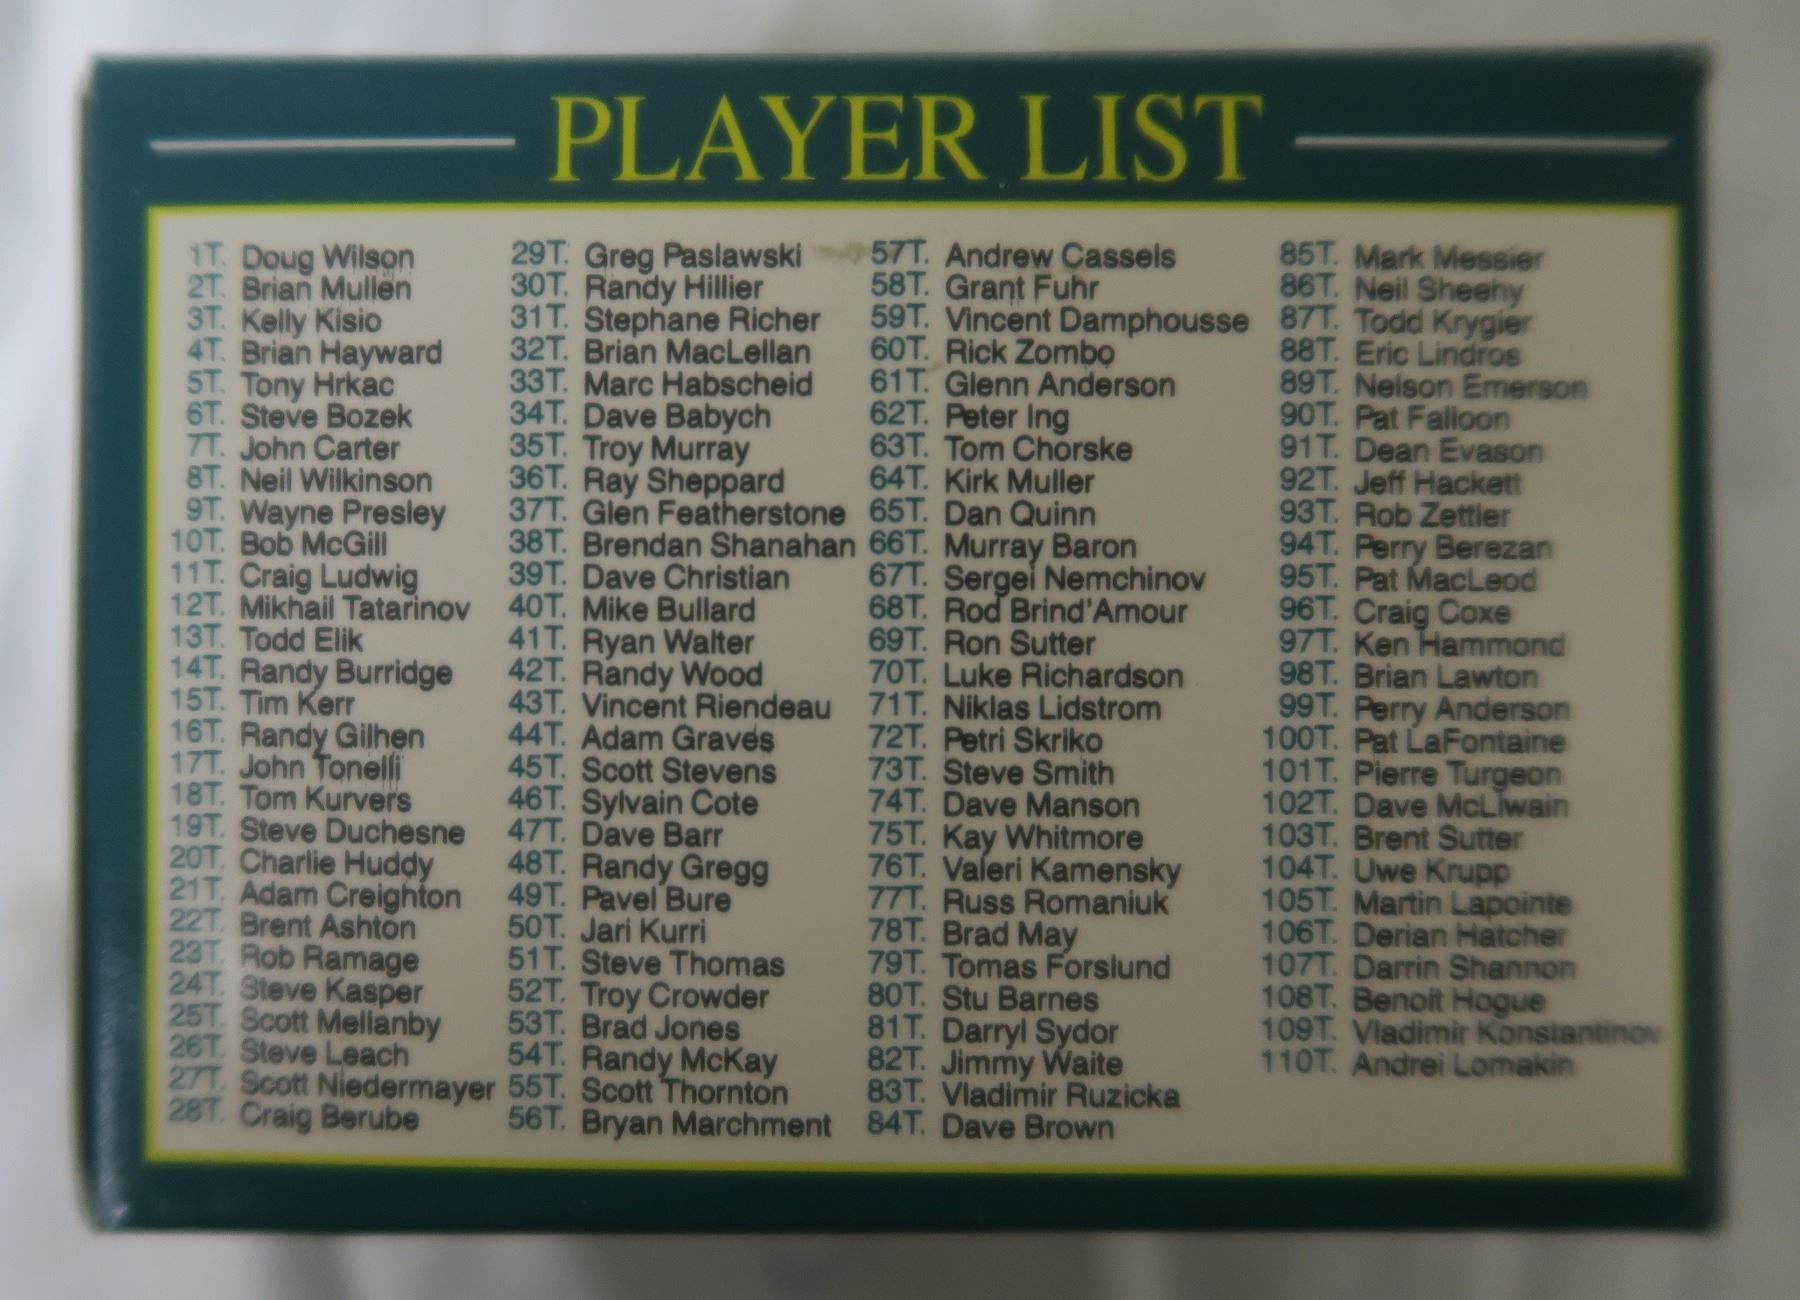 PLAYER LIST
1T. Doug Wilson
2T. Brian Mullen
3T. Kelly Kisio
4T. Brian Hayward
5T. Tony Hrkac
6T. Steve Bozek
7T. John Carter
8T. Neil Wilkinson
9T. Wayne Presley
10T. Bob McGill
11T. Craig Ludwig
12T. Mikhail Tatarinov
13T. Todd Elik
14T. Randy Burridge
15T. Tim Kerr
16T. Randy Gilhen
17T. John Tonelli
18T. Tom Kurvers
19T. Steve Duchesne
20T. Charlie Huddy
21T. Adam Creighton
22T. Brent Ashton
23T. Rob Ramage
24T. Steve Kasper
25T. Scott Mellanby
26T. Steve Leach
27T. Scott Niedermayer
28T. Craig Berube
29T. Greg Paslawski
30T. Randy Hillier
31T. Stephane Richer
32T. Brian MacLellan
33T. Marc Habscheid
34T. Dave Babych
35T. Troy Murray
36T. Ray Sheppard
37T. Glen Featherstone
38T. Brendan Shanahan
39T. Dave Christian
40T. Mike Bullard
41T. Ryan Walter
42T. Randy Wood
43T. Vincent Riendeau
44T. Adam Graves
45T. Scott Stevens
46T. Sylvain Cote
47T. Dave Barr
48T. Randy Gregg
49T. Pavel Bure
50T. Jari Kurri
51T. Steve Thomas
52T. Troy Crowder
53T. Brad Jones
54T. Randy McKay
55T. Scott Thornton
56T. Bryan Marchment
57T. Andrew Cassels
58T. Grant Fuhr
59T. Vincent Damphousse
60T. Rick Zombo
61T. Glenn Anderson
62T. Peter Ing
63T. Tom Chorske
64T. Kirk Muller
65T. Dan Quinn
66T. Murray Baron
67T. Sergei Nemchinov
68T. Rod Brind'Amour
69T. Ron Sutter
70T. Luke Richardson
71T. Niklas Lidstrom
72T. Petri Skriko
73T. Steve Smith
74T. Dave Manson
75T. Kay Whitmore
76T. Valeri Kamensky
77T. Russ Romaniuk
78T. Brad May
79T. Tomas Forslund
80T. Stu Barnes
81T. Darryl Sydor
82T. Jimmy Waite
83T. Vladimir Ruzicka
84T. Dave Brown
85T. Mark Messier
86T. Neil Sheehy
87T. Todd Krygier
88T. Eric Lindros
89T. Nelson Emerson
90T. Pat Falloon
91T. Dean Evason
92T. Jeff Hackett
93T. Rob Zettler
94T. Perry Berezan
95T. Pat MacLeod
96T. Craig Coxe
97T. Ken Hammond
98T. Brian Lawton
99T. Perry Anderson
100T. Pat LaFontaine
101T. Pierre Turgeon
102T. Dave McLlwain
103T. Brent Sutter
104T. Uwe Krupp
105T. Martin Lapointe
106T. Derian Hatcher
107T. Darrin Shannon
108T. Benoit Hogue
109T. Vladimir Konstantinov
110T. Andrei Lomakin